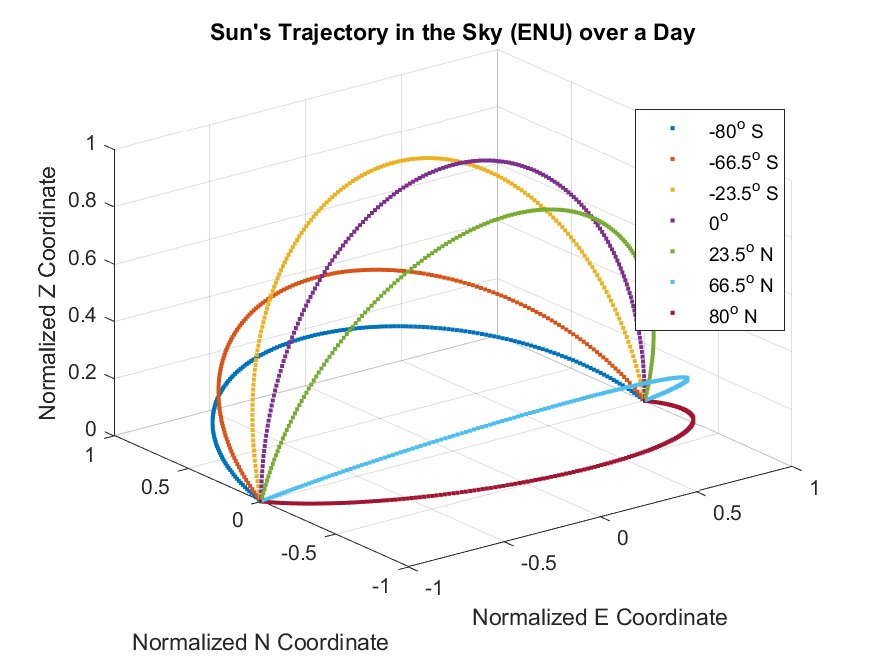 Sun's Trajectory in the Sky (ENU) over a Day
-80° S
-66.5° S
-23.5° S
0°
23.5° N
66.5° N
80° N
Normalized Z Coordinate
1
0.8
0.6
0.4
0.2
0
1
0.5
0
-0.5
-1
-1
-0.5
0
0.5
1
Normalized E Coordinate
Normalized N Coordinate